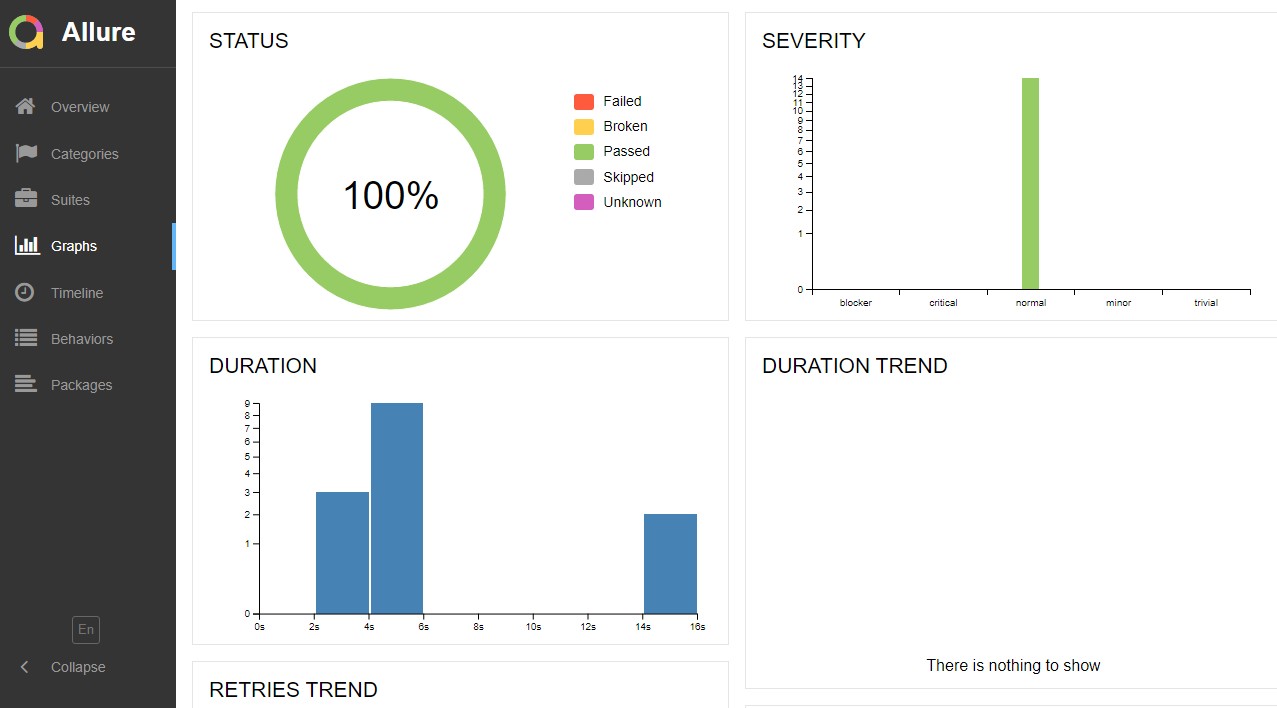 Allure
Overview
Categories
Suites
Graphs
Timeline
Behaviors
Packages
En
Collapse
STATUS
100%
Failed
Broken
Passed
Skipped
Unknown
SEVERITY
14
13
12
11
10
9
8
7
6
5
4
3
2
1
0
blocker critical normal minor trivial
DURATION
9
8
7
6
5
4
3
2
1
0
0s 2s 4s 6s 8s 10s 12s 14s 16s
DURATION TREND
There is nothing to show
RETRIES TREND